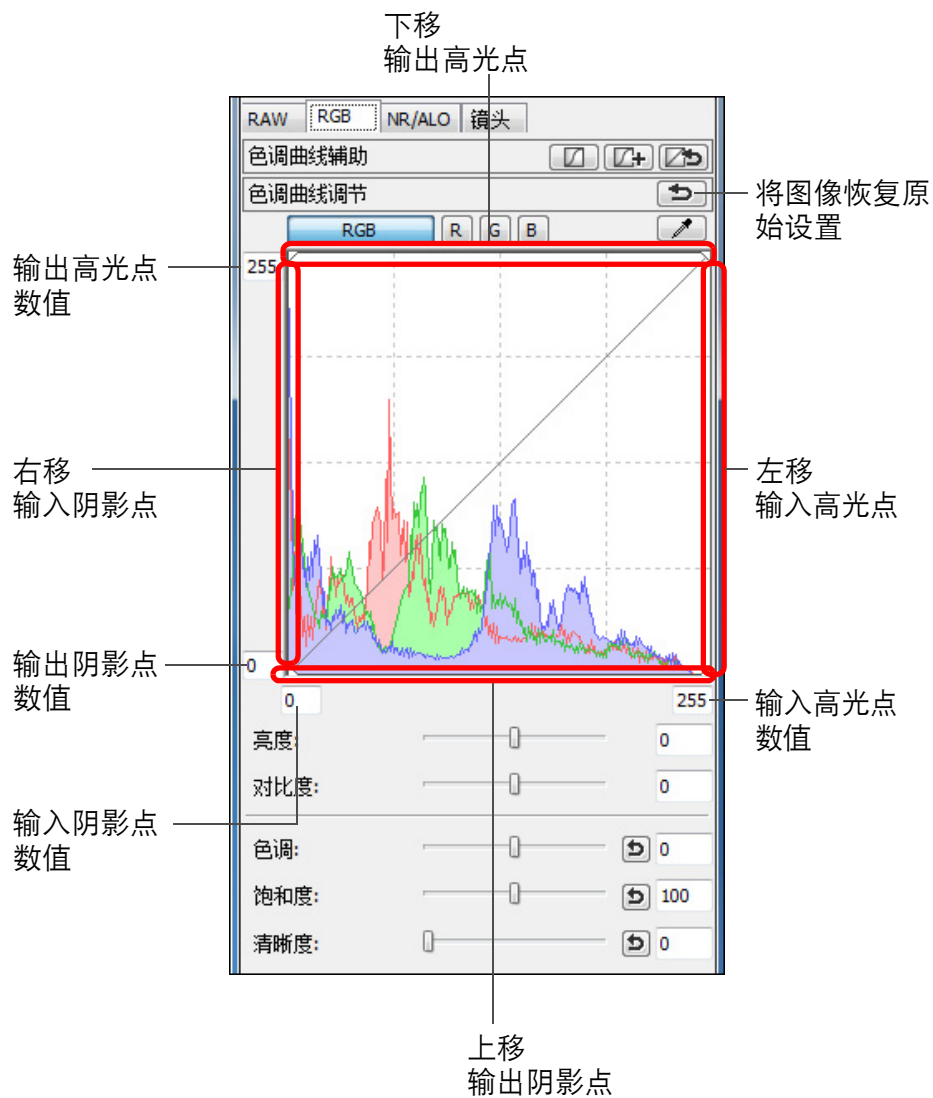 下移
输出高光点
RAW RGB NR/ALO 镜头
色调曲线辅助
色调曲线调节
将图像恢复原
始设置
RGB R G B
输出高光点
数值
255
右移
输入阴影点
左移
输入高光点
输出阴影点
数值
0
0 255
输入高光点
数值
亮度: 0
对比度: 0
输入阴影点
数值
色调: 0
饱和度: 100
清晰度: 0
上移
输出阴影点